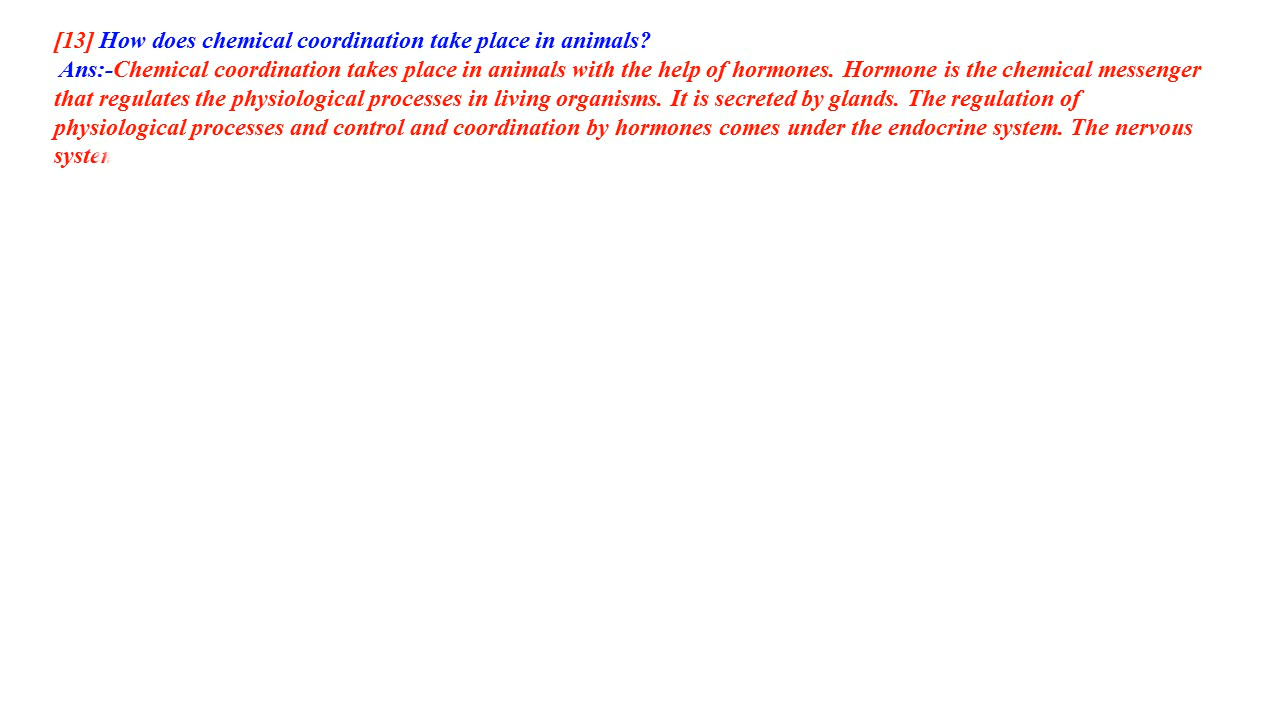 [13] How does chemical coordination take place in animals?
Ans:-Chemical coordination takes place in animals with the help of hormones. Hormone is the chemical messenger
that regulates the physiological processes in living organisms. It is secreted by glands. The regulation of
physiological processes and control and coordination by hormones comes under the endocrine system. The nervous